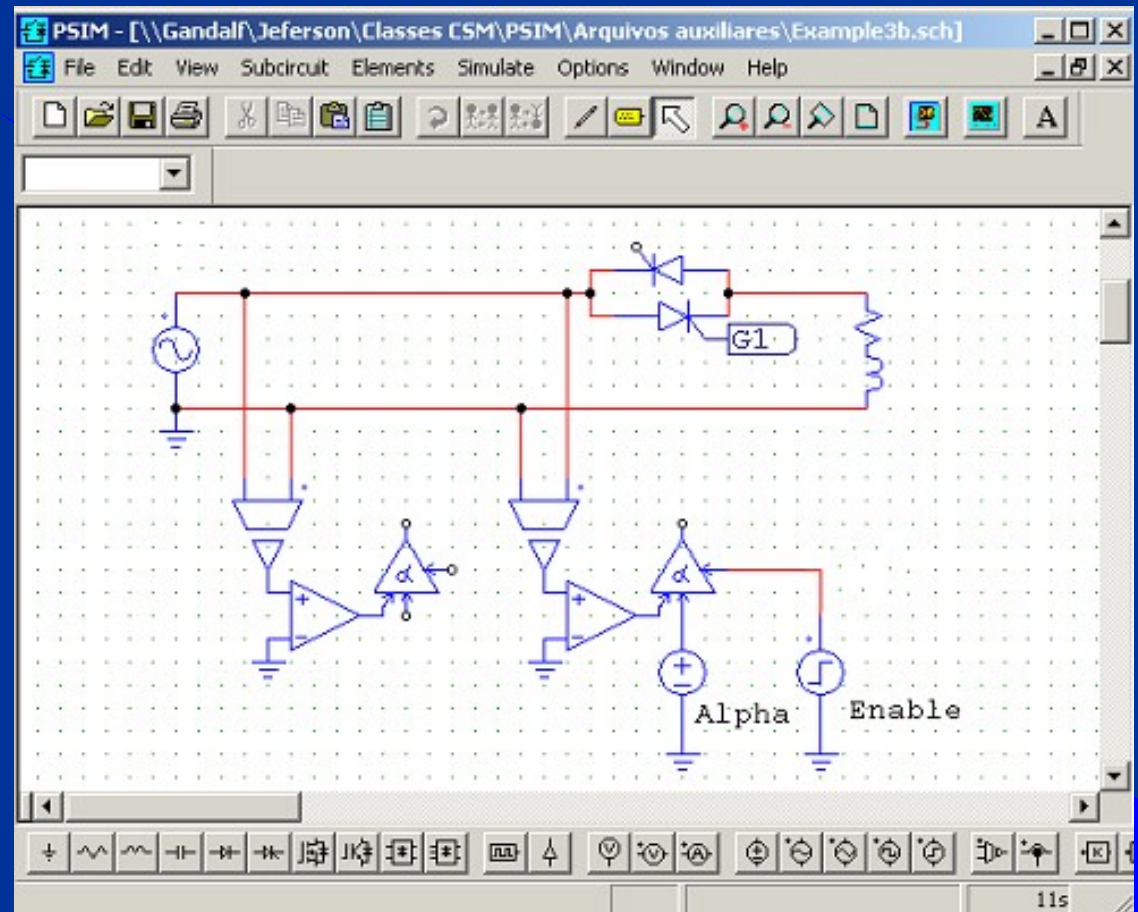 PSIM - [\\Gandalf\Jeferson\Classes CSM\PSIM\Arquivos auxiliares\Example3b.sch]
File Edit View Subcircuit Elements Simulate Options Window Help
A
G1
α
α
+
+
−
−
+
−
Alpha
Enable
V
V
A
K
11s